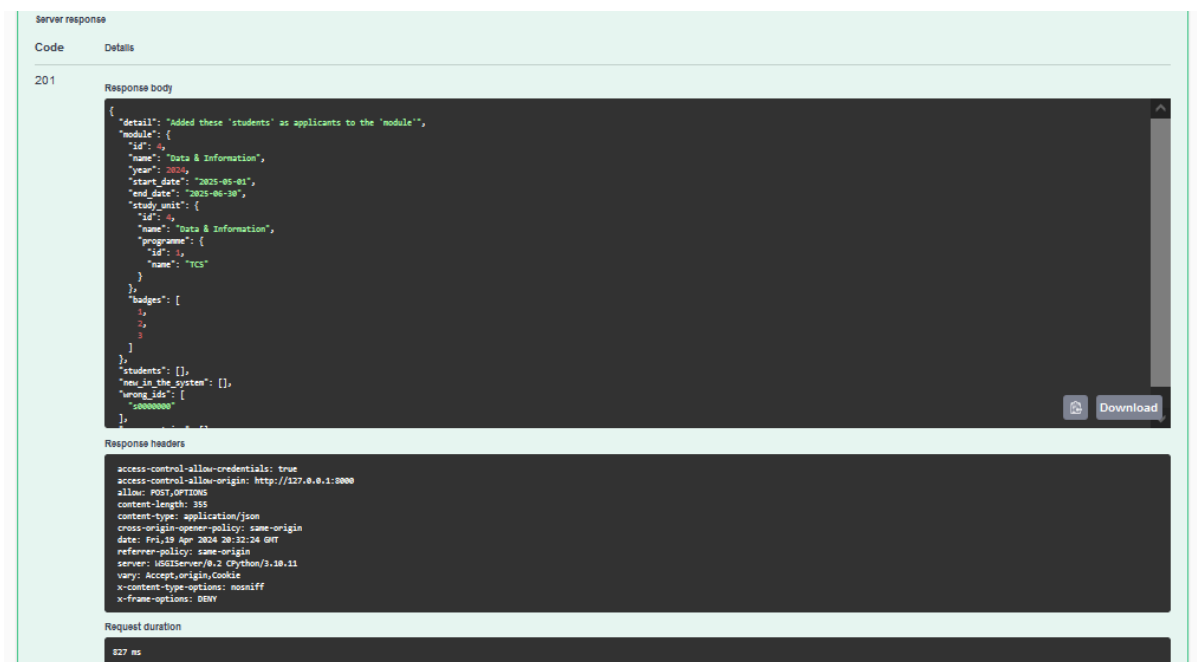 Server response
Code Details
201
Response body
{
"detail": "Added these 'students' as applicants to the 'module'",
"module": {
"id": 4,
"name": "Data & Information",
"year": 2024,
"start_date": "2025-05-01",
"end_date": "2025-06-30",
"study_unit": {
"id": 4,
"name": "Data & Information",
"programme": {
"id": 1,
"name": "TCS"
}
},
"badges": [
1,
2,
3
]
},
"students": [],
"new_in_the_system": [],
"wrong_ids": [
"s0000000"
],
Download
Response headers
access-control-allow-credentials: true
access-control-allow-origin: http://127.0.0.1:8000
allow: POST,OPTIONS
content-length: 355
content-type: application/json
cross-origin-opener-policy: same-origin
date: Fri,19 Apr 2024 20:32:24 GMT
referrer-policy: same-origin
server: WSGIServer/0.2 CPython/3.10.11
vary: Accept,origin,Cookie
x-content-type-options: nosniff
x-frame-options: DENY
Request duration
827 ms